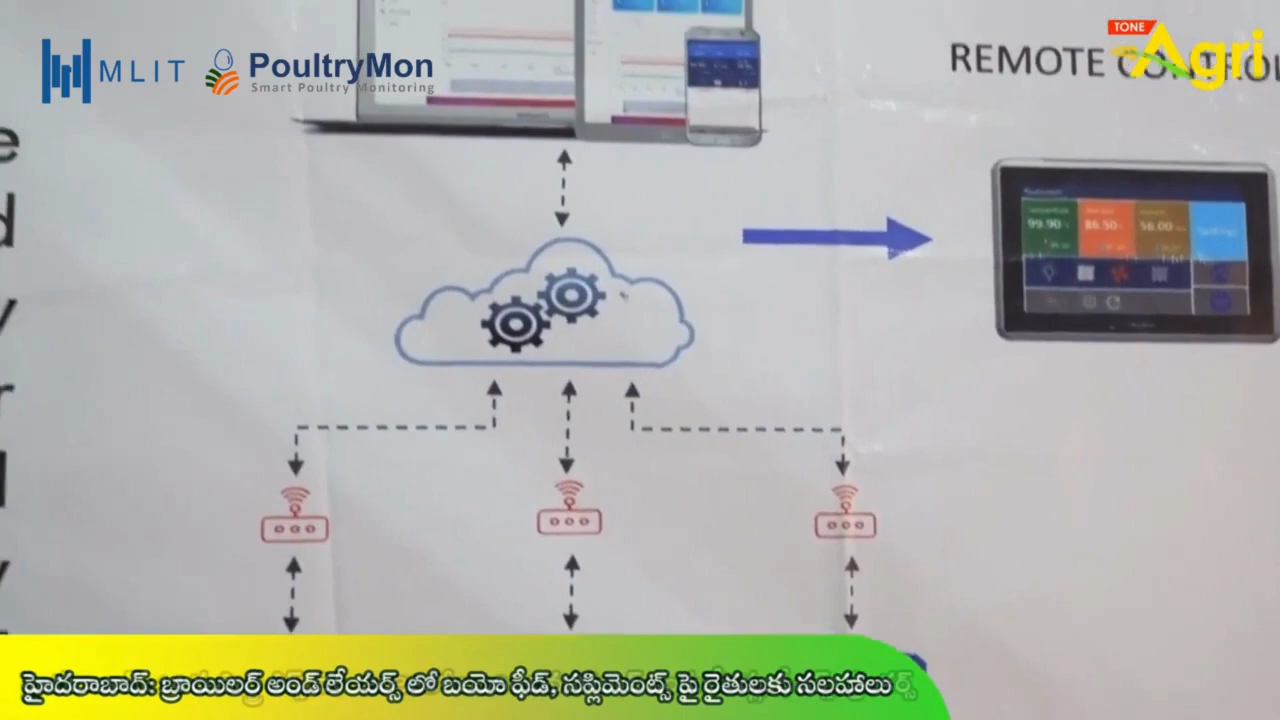 MLIT
PoultryMon
Smart Poultry Monitoring
TONE
Agri
REMOTE CONTROL
99.90
86.50
56.00
హైదరాబాద్: బ్రాయిలర్ అండ్ లేయర్స్ లో బయో ఫీడ్, సప్లిమెంట్స్ పై రైతులకు సలహాలు